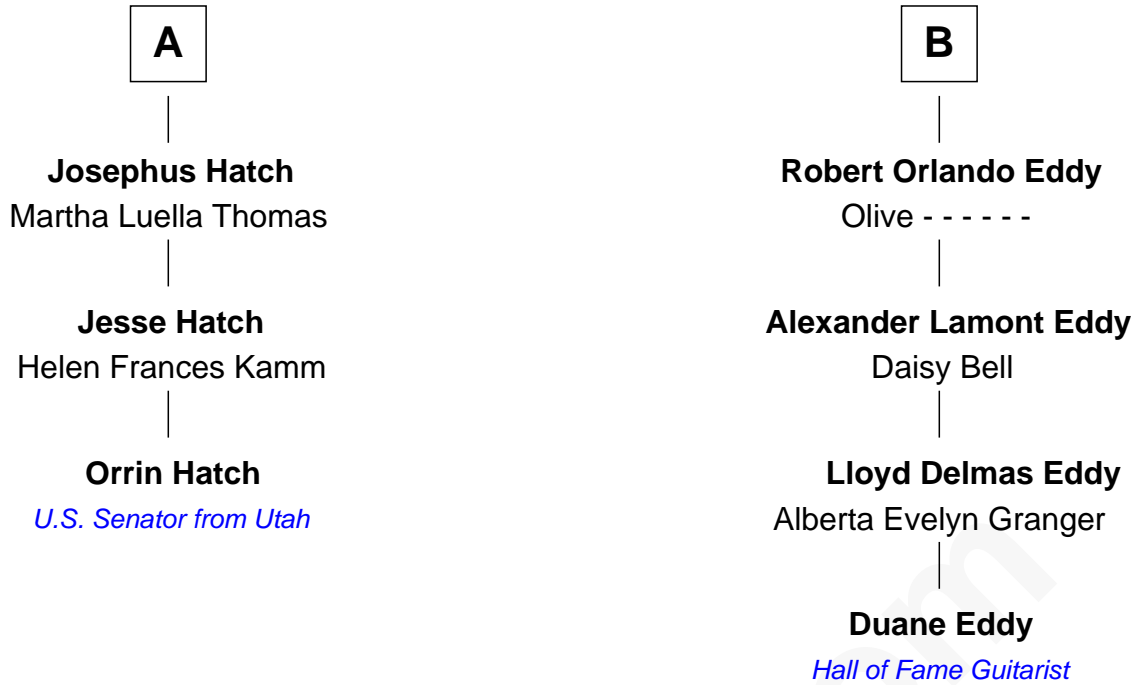 A
Josephus Hatch
Martha Luella Thomas
Jesse Hatch
Helen Frances Kamm
Orrin Hatch
U.S. Senator from Utah
B
Robert Orlando Eddy
Olive - - - - - -
Alexander Lamont Eddy
Daisy Bell
Lloyd Delmas Eddy
Alberta Evelyn Granger
Duane Eddy
Hall of Fame Guitarist